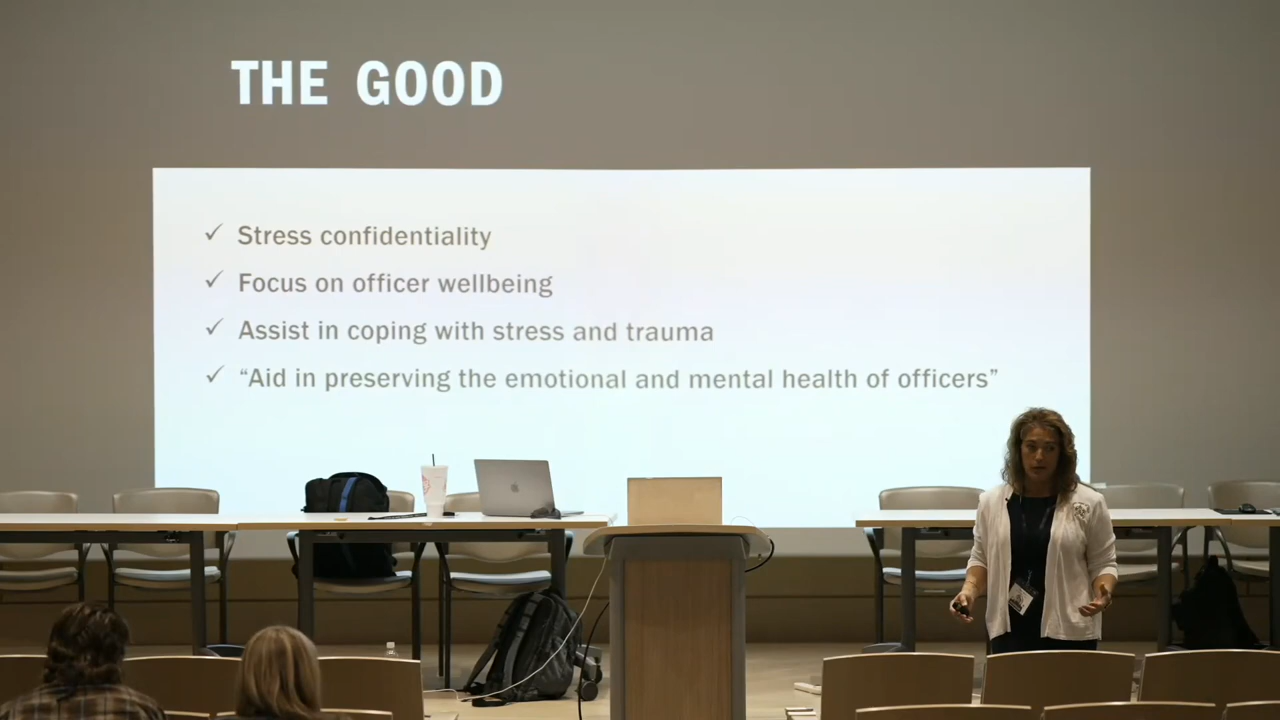 THE GOOD
✓ Stress confidentiality
✓ Focus on officer wellbeing
✓ Assist in coping with stress and trauma
✓ “Aid in preserving the emotional and mental health of officers”